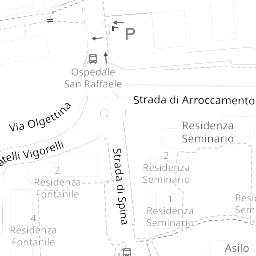 P
Ospedale
San Raffaele
Strada di Arroccamento
Via Olgettina
Residenza
Seminario
Vigorelli
2
Residenza
Fontanile
2
Residenza
Seminario
Strada di Spina
1
Residenza
Seminario
4
Residenza
Fontanile
Asilo